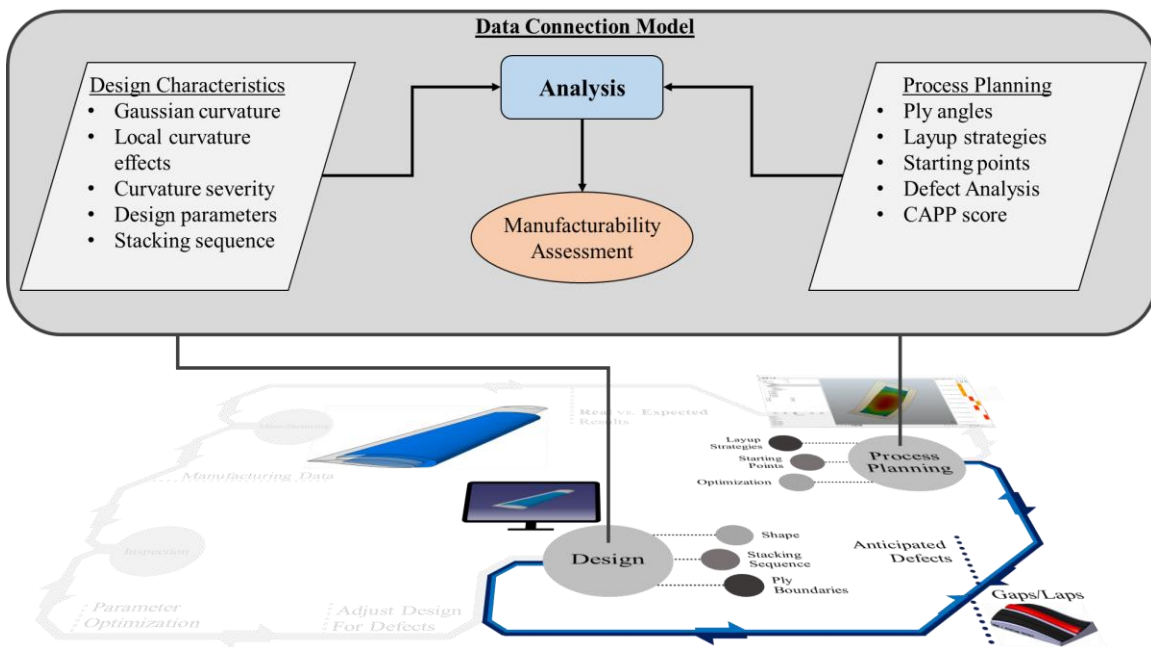 Data Connection Model
Design Characteristics
• Gaussian curvature
• Local curvature
effects
• Curvature severity
• Design parameters
• Stacking sequence
Analysis
Manufacturability
Assessment
Process Planning
• Ply angles
• Layup strategies
• Starting points
• Defect Analysis
• CAPP score
Real vs. Expected
Results
Manufacturing
Manufacturing Data
Inspection
Parameter
Optimization
Adjust Design
For Defects
Layup
Strategies
Starting
Points
Optimization
Process
Planning
Design
Shape
Stacking
Sequence
Ply
Boundaries
Anticipated
Defects
Gaps/Laps